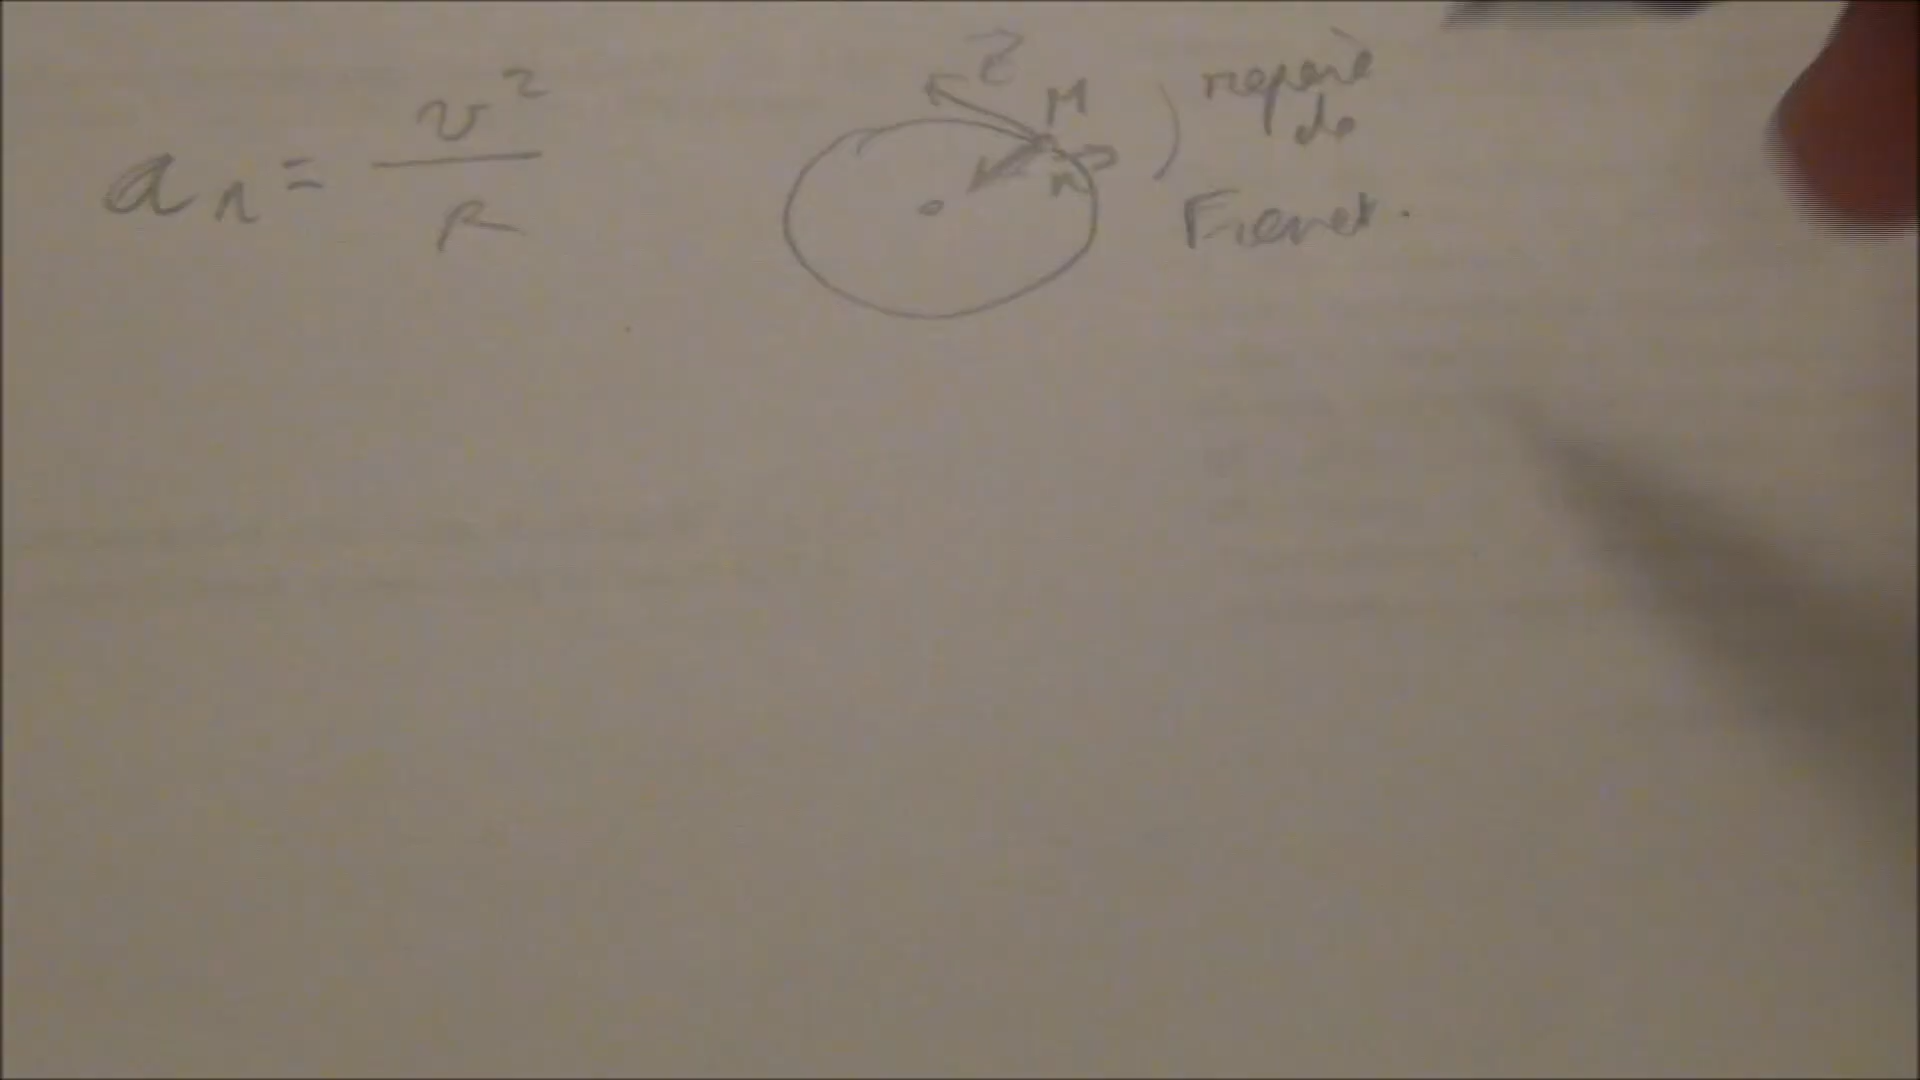 aₙ = v² / R
τ⃗
M
n⃗
) repère
de
Frenet.